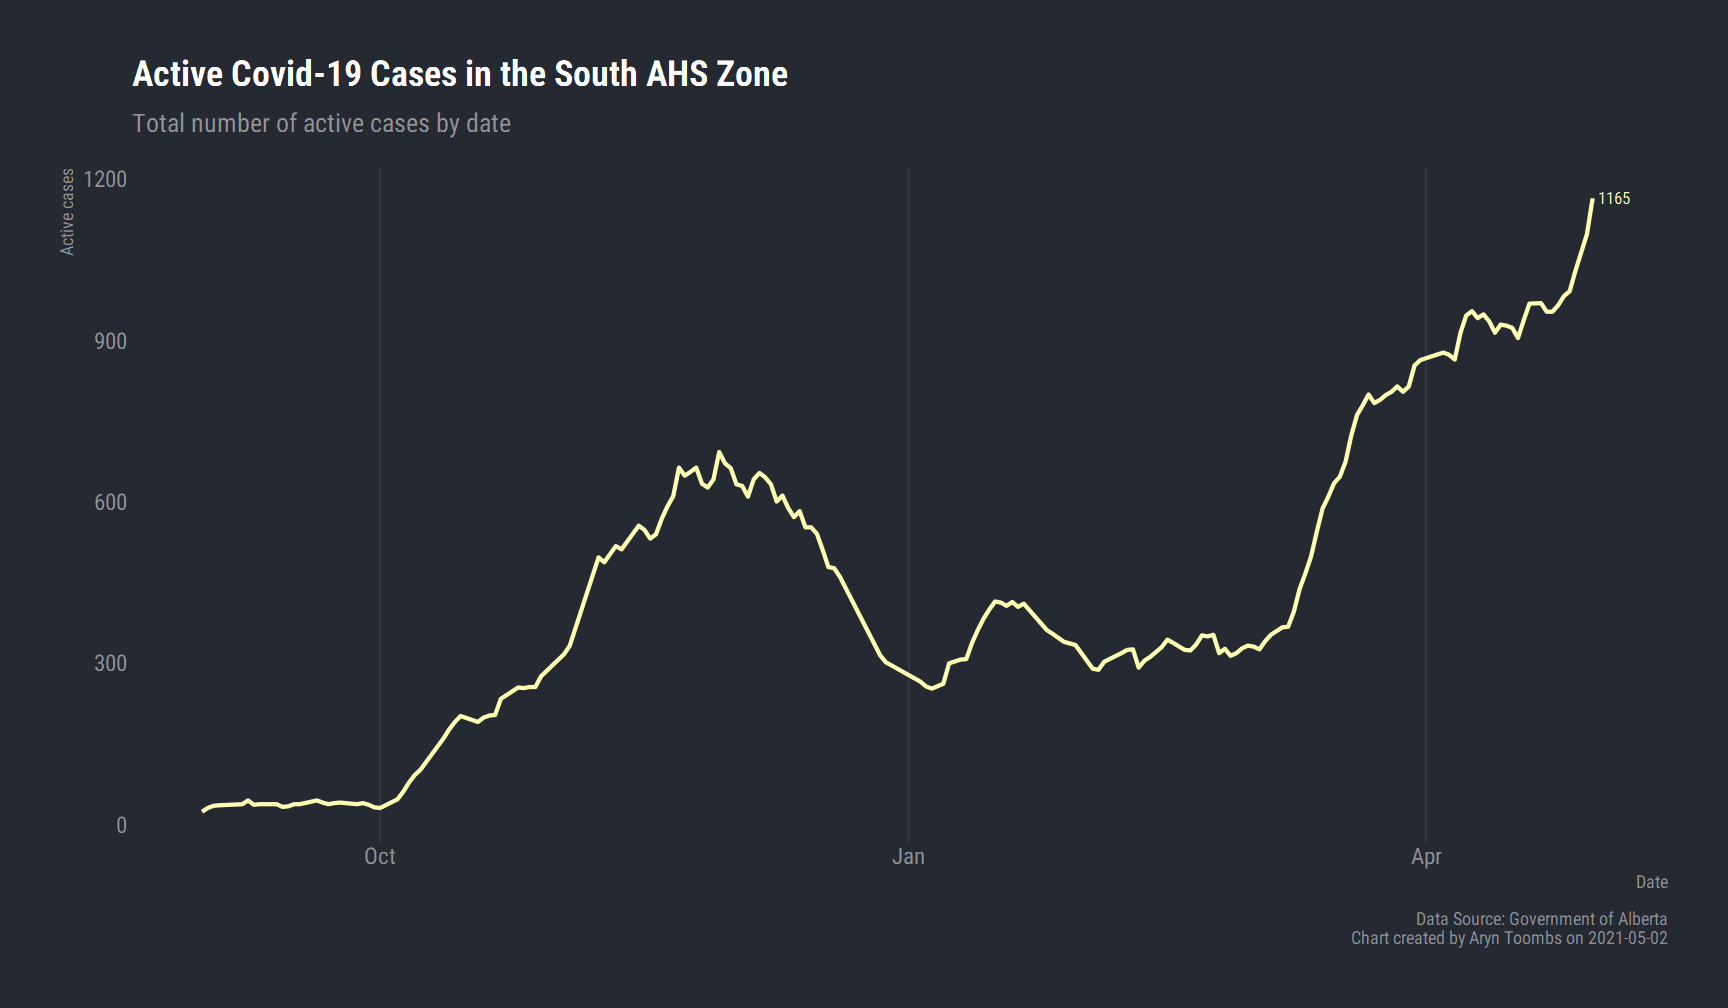 Active Covid-19 Cases in the South AHS Zone
Total number of active cases by date
Active cases
1200
900
600
300
0
1165
Oct
Jan
Apr
Date
Data Source: Government of Alberta
Chart created by Aryn Toombs on 2021-05-02